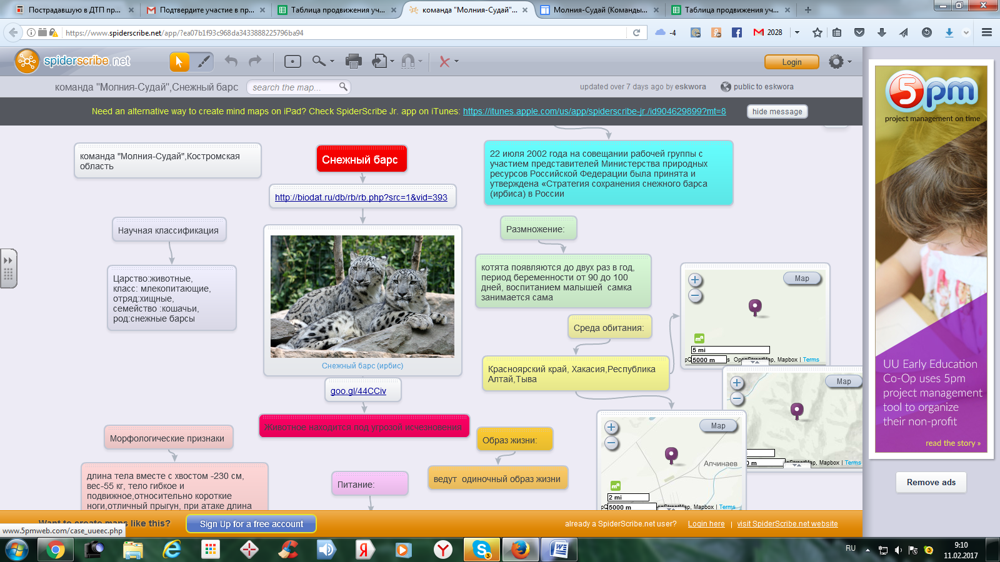 Пострадавшую в ДТП пр...
Подтвердите участие в пр...
Таблица продвижения уч...
команда "Молния-Судай"...
Молния-Судай (Команды...
Таблица продвижения уч...
https://www.spiderscribe.net/app/?ea07b1f93c968da3433888225796ba94
-4
2028
spiderscribe.net
Login
команда "Молния-Судай",Снежный барс
search the map...
updated over 7 days ago by eskwora
public to eskwora
Need an alternative way to create mind maps on iPad? Check SpiderScribe Jr. app on iTunes: https://itunes.apple.com/us/app/spiderscribe-jr./id904629899?mt=8
hide message
команда "Молния-Судай",Костромская
область
Снежный барс
http://biodat.ru/db/rb/rb.php?src=1&vid=393
22 июля 2002 года на совещании рабочей группы с
участием представителей Министерства природных
ресурсов Российской Федерации была принята и
утверждена «Стратегия сохранения снежного барса
(ирбиса) в России
Научная классификация
Царство:животные,
класс: млекопитающие,
отряд:хищные,
семейство :кошачьи,
род:снежные барсы
Снежный барс (ирбис)
goo.gl/44CCiv
Животное находится под угрозой исчезновения
Размножение:
котята появляются до двух раз в год,
период беременности от 90 до 100
дней, воспитанием малышей самка
занимается сама
Среда обитания:
Красноярский край, Хакасия,Республика
Алтай,Тыва
Map
5 mi
5000 m
OpenStreetMap, Mapbox | Terms
Map
0 m
StreetMap, Mapbox | Terms
Map
Апчинаев
2 mi
5000 m
OpenStreetMap, Mapbox | Terms
Морфологические признаки
длина тела вместе с хвостом -230 см,
вес-55 кг, тело гибкое и
подвижное,относительно короткие
ноги,отличный прыгун, при атаке длина
Питание:
Образ жизни:
ведут одиночный образ жизни
5pm
project management on time
UU Early Education
Co-Op uses 5pm
project management
tool to organize
their non-profit
read the story »
Remove ads
Want to create maps like this?
Sign Up for a free account
already a SpiderScribe.net user?
Login here
|
visit SpiderScribe.net website
www.5pmweb.com/case_uueec.php
RU
9:10
11.02.2017